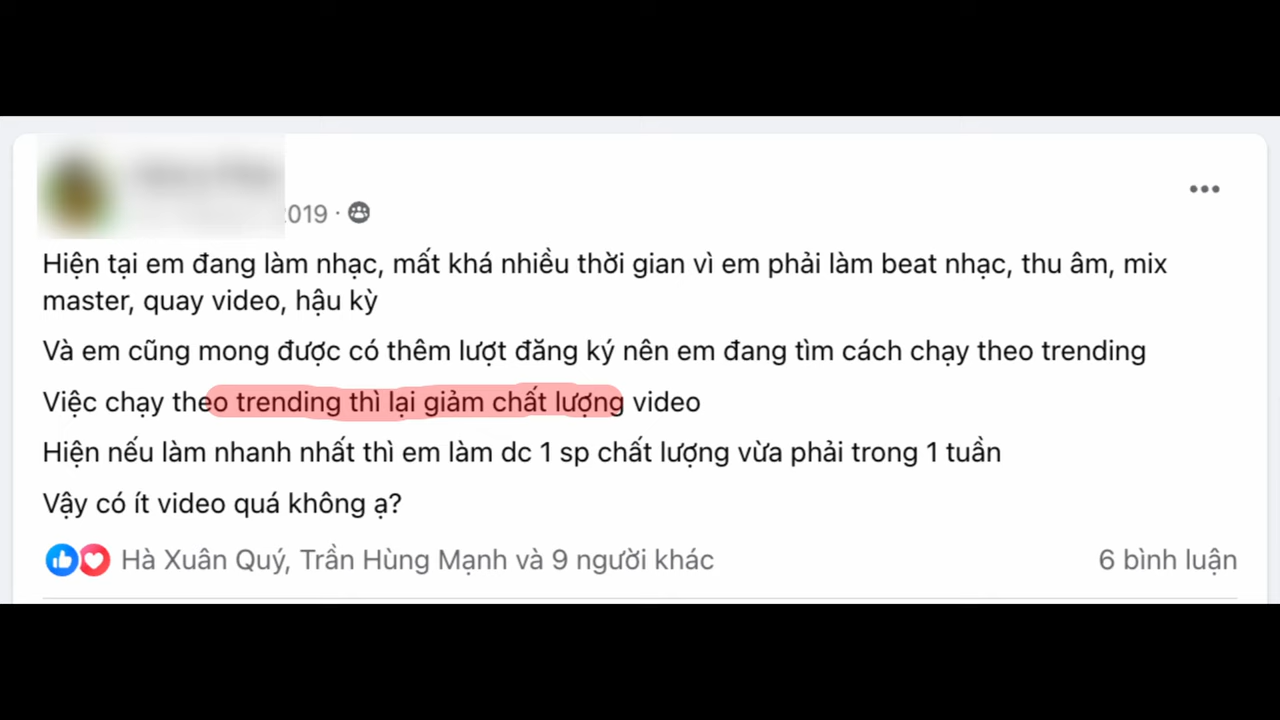 019 ·
Hiện tại em đang làm nhạc, mất khá nhiều thời gian vì em phải làm beat nhạc, thu âm, mix
master, quay video, hậu kỳ
Và em cũng mong được có thêm lượt đăng ký nên em đang tìm cách chạy theo trending
Việc chạy theo trending thì lại giảm chất lượng video
Hiện nếu làm nhanh nhất thì em làm dc 1 sp chất lượng vừa phải trong 1 tuần
Vậy có ít video quá không ạ?
Hà Xuân Quý, Trần Hùng Mạnh và 9 người khác 6 bình luận